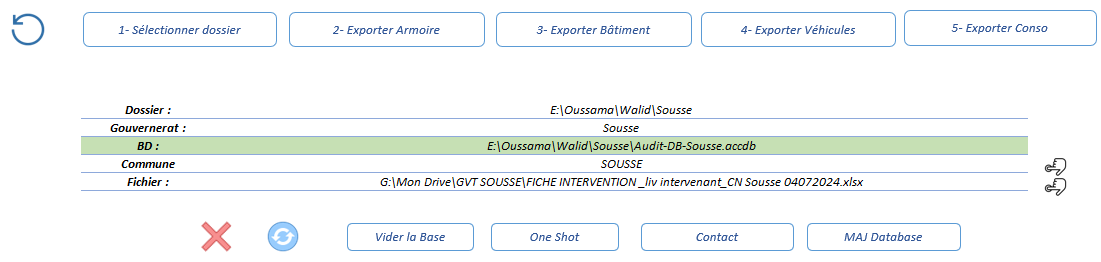 1- Sélectionner dossier 2- Exporter Armoire 3- Exporter Bâtiment 4- Exporter Véhicules 5- Exporter Conso
Dossier : E:\Oussama\Walid\Sousse
Gouvernerat : Sousse
BD : E:\Oussama\Walid\Sousse\Audit-DB-Sousse.accdb
Commune SOUSSE
Fichier : G:\Mon Drive\GVT SOUSSE\FICHE INTERVENTION _liv intervenant_CN Sousse 04072024.xlsx
Vider la Base One Shot Contact MAJ Database